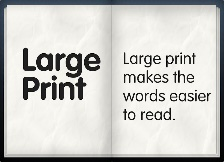 Large
Print
Large print
makes the
words easier
to read.